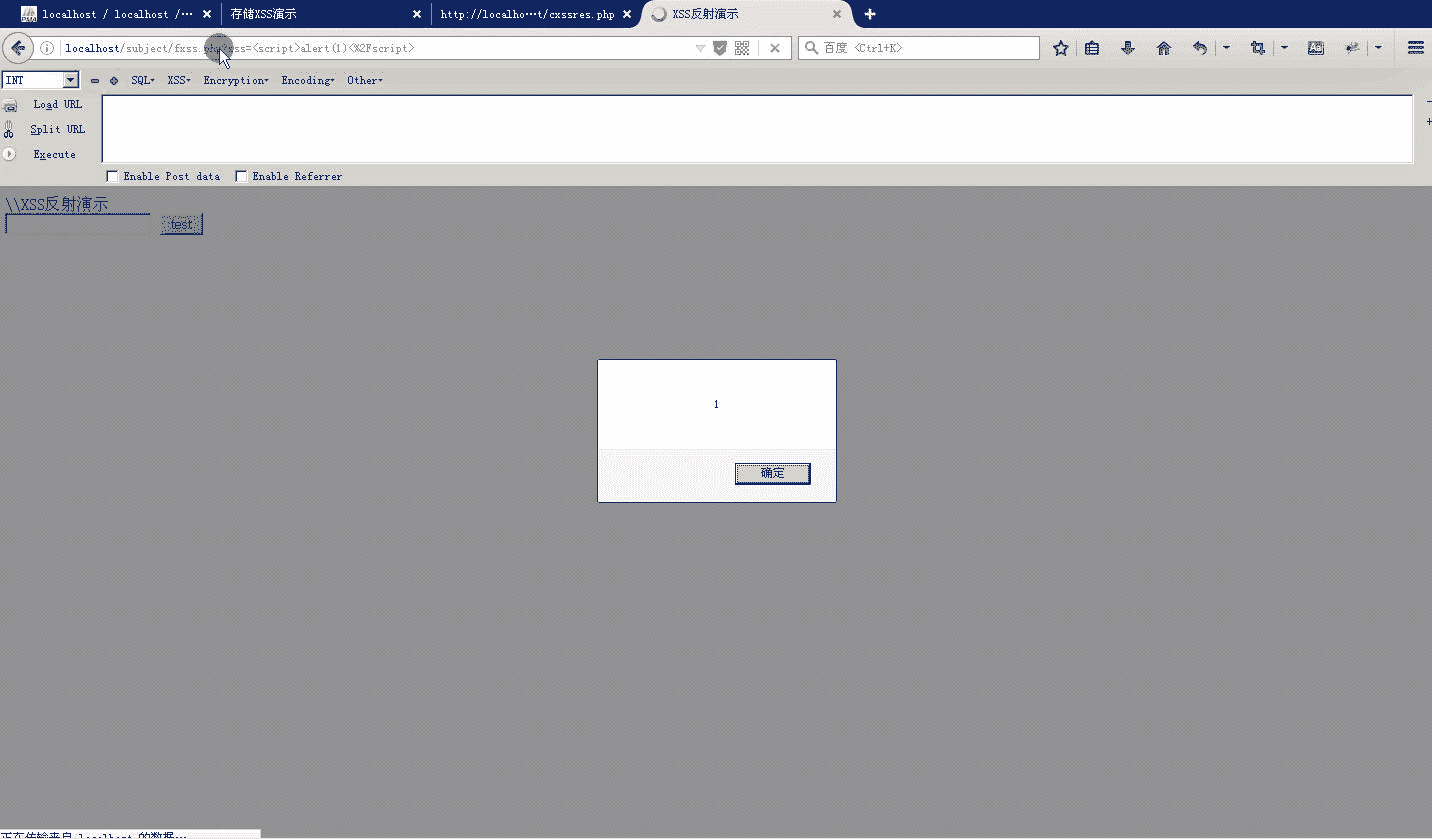 localhost / localhost /… 存储XSS演示 http://localho…t/cxssres.php XSS反射演示
localhost/subject/fxss.php?xss=<script>alert(1)<%2Fscript> 百度 <Ctrl+K>
INT SQL XSS Encryption Encoding Other
Load URL
Split URL
Execute
Enable Post data Enable Referrer
\\XSS反射演示
test
1
确定
正在传输来自 localhost 的数据…